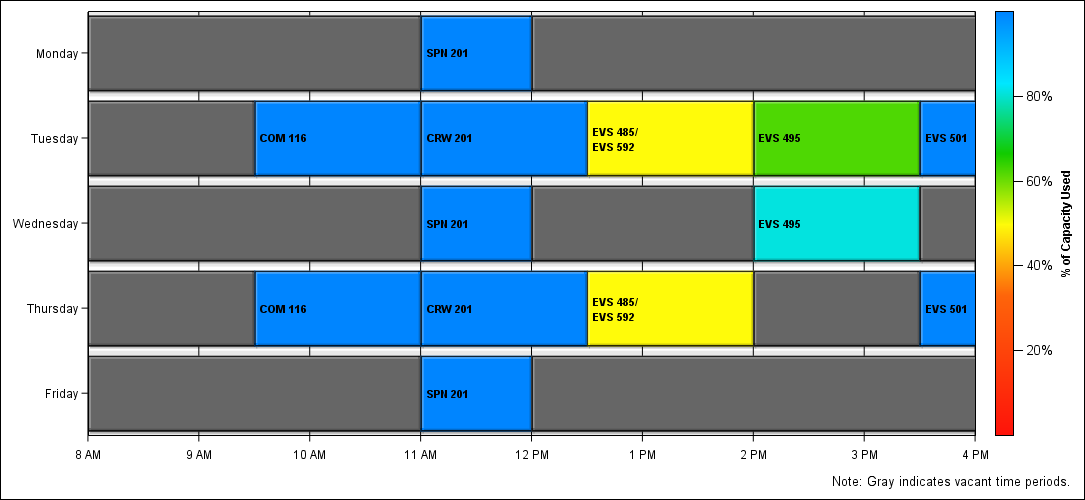 Monday
SPN 201
Tuesday
COM 116
CRW 201
EVS 485/
EVS 592
EVS 495
EVS 501
Wednesday
SPN 201
EVS 495
Thursday
COM 116
CRW 201
EVS 485/
EVS 592
EVS 501
Friday
SPN 201
8 AM 9 AM 10 AM 11 AM 12 PM 1 PM 2 PM 3 PM 4 PM
80%
60%
40%
20%
% of Capacity Used
Note: Gray indicates vacant time periods.